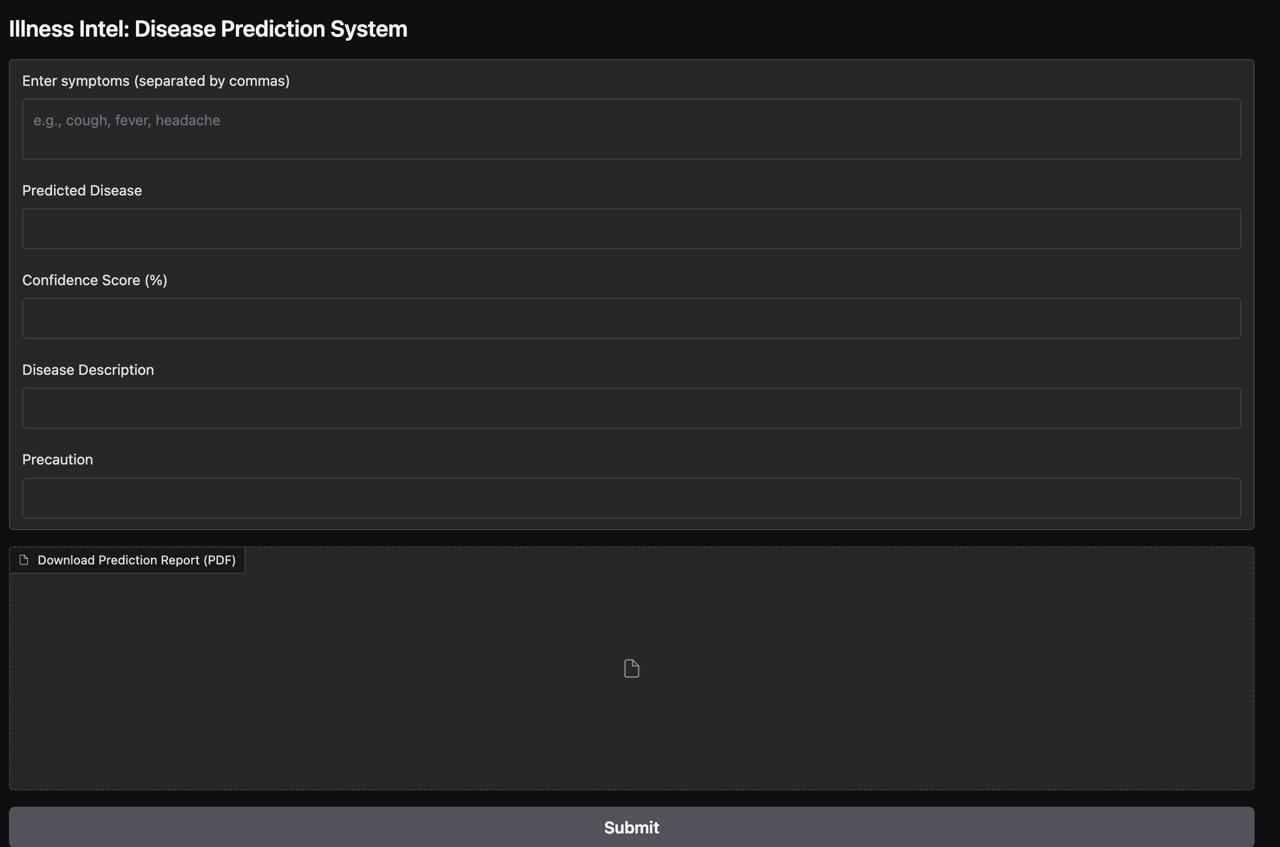 Illness Intel: Disease Prediction System
Enter symptoms (separated by commas)
e.g., cough, fever, headache
Predicted Disease
Confidence Score (%)
Disease Description
Precaution
Download Prediction Report (PDF)
Submit